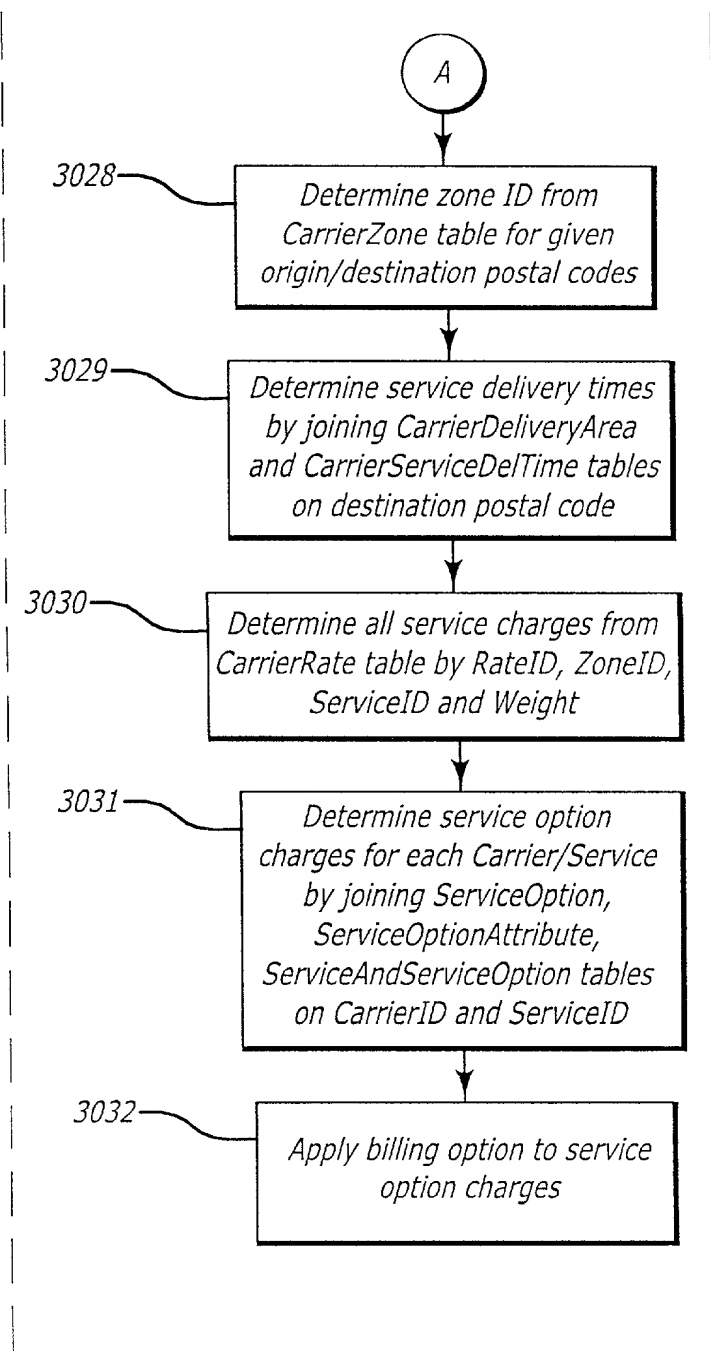 A
3028
Determine zone ID from
CarrierZone table for given
origin/destination postal codes
3029
Determine service delivery times
by joining CarrierDeliveryArea
and CarrierServiceDelTime tables
on destination postal code
3030
Determine all service charges from
CarrierRate table by RateID, ZoneID,
ServiceID and Weight
3031
Determine service option
charges for each Carrier/Service
by joining ServiceOption,
ServiceOptionAttribute,
ServiceAndServiceOption tables
on CarrierID and ServiceID
3032
Apply billing option to service
option charges